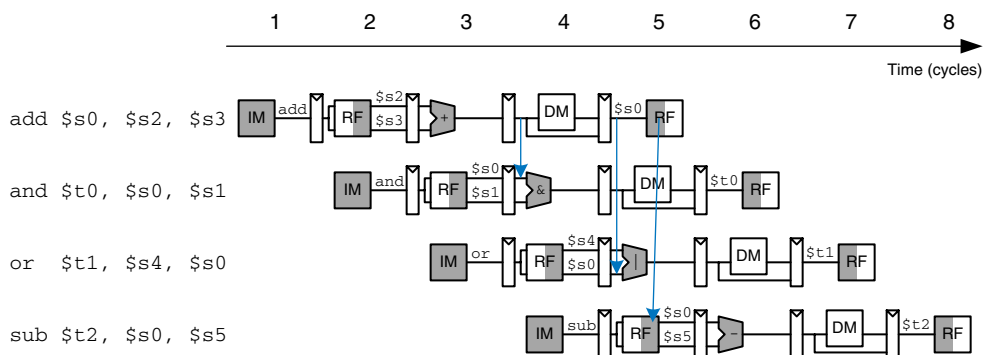 1 2 3 4 5 6 7 8
Time (cycles)
add $s0, $s2, $s3 IM add RF $s2 $s3 + DM $s0 RF
and $t0, $s0, $s1 IM and RF $s0 $s1 & DM $t0 RF
or $t1, $s4, $s0 IM or RF $s4 $s0 | DM $t1 RF
sub $t2, $s0, $s5 IM sub RF $s0 $s5 - DM $t2 RF